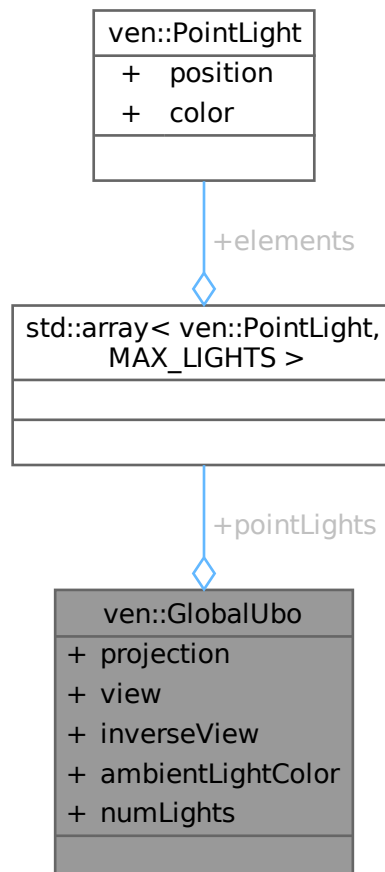 ven::PointLight
+ position
+ color
+elements
std::array< ven::PointLight,
MAX_LIGHTS >
+pointLights
ven::GlobalUbo
+ projection
+ view
+ inverseView
+ ambientLightColor
+ numLights